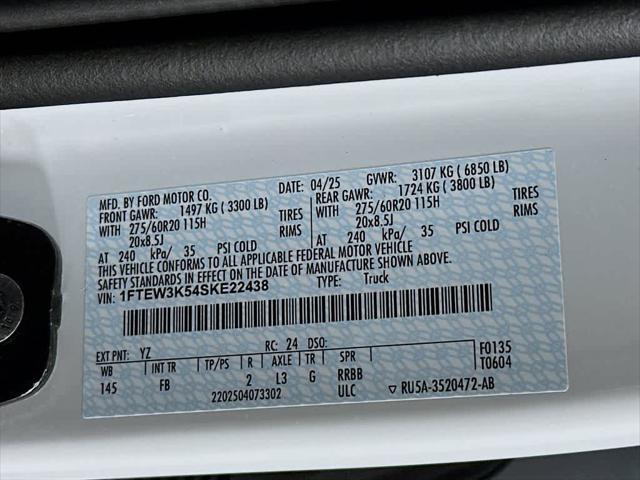 MFD. BY FORD MOTOR CO. DATE: 04/25 GVWR: 3107 KG ( 6850 LB)
FRONT GAWR: 1497 KG ( 3300 LB) REAR GAWR: 1724 KG ( 3800 LB)
WITH 275/60R20 115H TIRES WITH 275/60R20 115H TIRES
20x8.5J RIMS 20x8.5J RIMS
AT 240 kPa/ 35 PSI COLD AT 240 kPa/ 35 PSI COLD
THIS VEHICLE CONFORMS TO ALL APPLICABLE FEDERAL MOTOR VEHICLE
SAFETY STANDARDS IN EFFECT ON THE DATE OF MANUFACTURE SHOWN ABOVE.
VIN: 1FTEW3K54SKE22438 TYPE: Truck
EXT PNT: YZ RC: 24 DSO: F0135
WB INT TR TP/PS R AXLE TR SPR T0604
145 FB 2 L3 G RRBB
2202504073302 ULC ▽ RU5A-3520472-AB